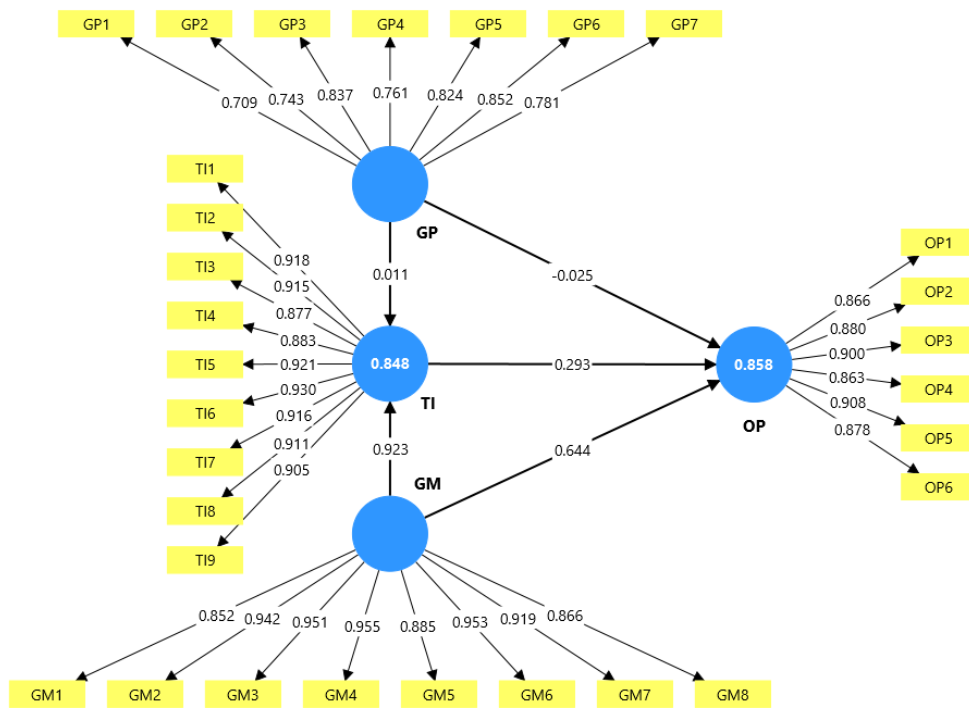 GP1 GP2 GP3 GP4 GP5 GP6 GP7
0.709 0.743 0.837 0.761 0.824 0.852 0.781
GP
TI1
TI2
TI3
TI4
TI5
TI6
TI7
TI8
TI9
0.918
0.915
0.877
0.883
0.921
0.930
0.916
0.911
0.905
0.011
-0.025
0.848
TI
0.293
0.923
0.644
GM
0.858
OP
0.866
0.880
0.900
0.863
0.908
0.878
OP1
OP2
OP3
OP4
OP5
OP6
0.852 0.942 0.951 0.955 0.885 0.953 0.919 0.866
GM1 GM2 GM3 GM4 GM5 GM6 GM7 GM8